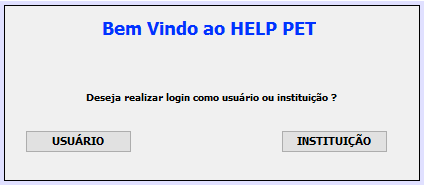 Bem Vindo ao HELP PET
Deseja realizar login como usuário ou instituição ?
USUÁRIO
INSTITUIÇÃO